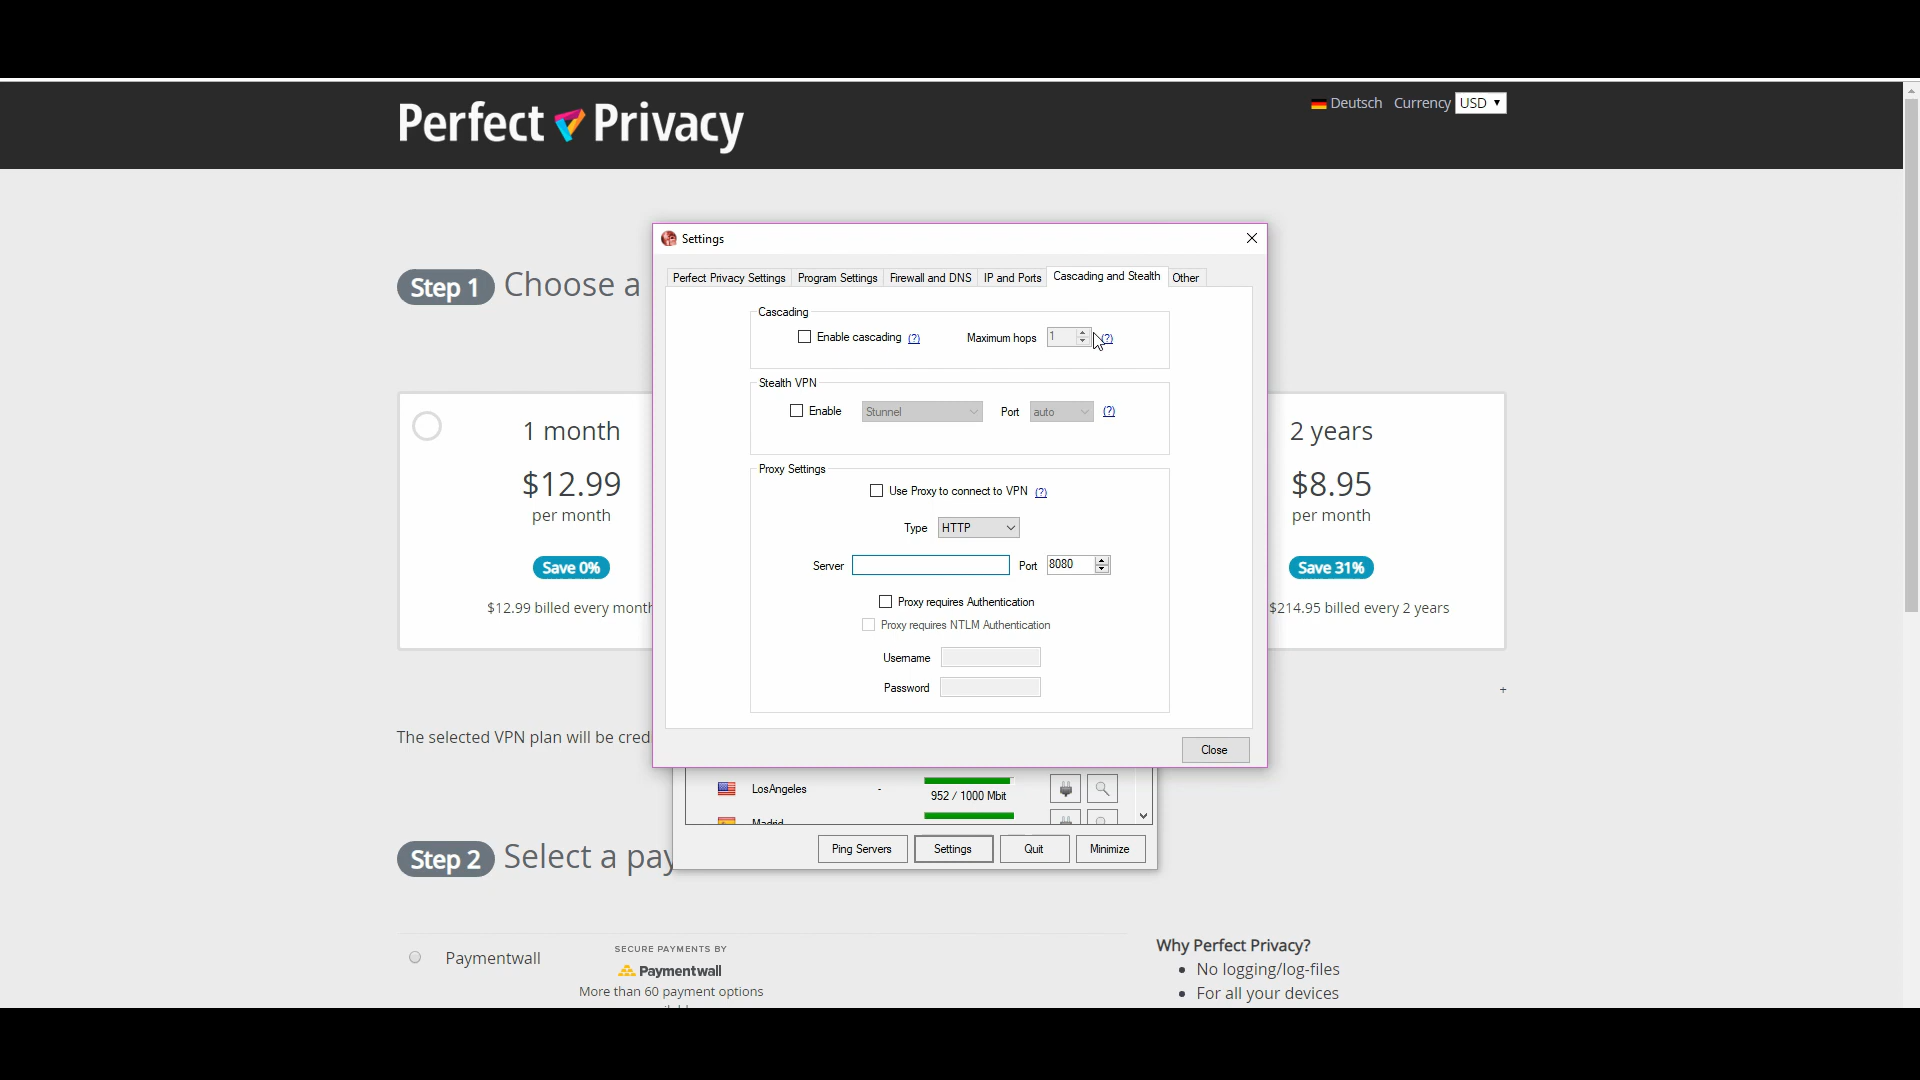 Perfect Privacy
Deutsch Currency USD
Settings
Perfect Privacy Settings Program Settings Firewall and DNS IP and Ports Cascading and Stealth Other
Step 1 Choose a
Cascading
Enable cascading (?) Maximum hops 1 (?)
Stealth VPN
Enable Stunnel Port auto (?)
Proxy Settings
Use Proxy to connect to VPN (?)
Type HTTP
Server Port 8080
Proxy requires Authentication
Proxy requires NTLM Authentication
Username
Password
Close
1 month
$12.99
per month
Save 0%
$12.99 billed every month
2 years
$8.95
per month
Save 31%
$214.95 billed every 2 years
+
The selected VPN plan will be cred
LosAngeles - 952 / 1000 Mbit
Madrid
Ping Servers Settings Quit Minimize
Step 2 Select a pay
Paymentwall
SECURE PAYMENTS BY
Paymentwall
More than 60 payment options
Why Perfect Privacy?
• No logging/log-files
• For all your devices